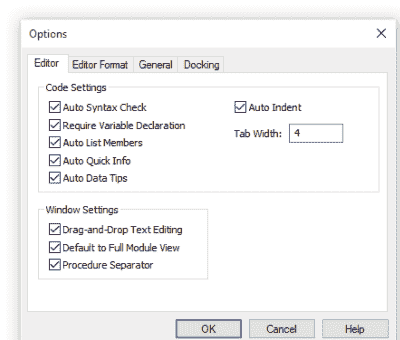 Options
Editor Editor Format General Docking
Code Settings
Auto Syntax Check Auto Indent
Require Variable Declaration Tab Width: 4
Auto List Members
Auto Quick Info
Auto Data Tips
Window Settings
Drag-and-Drop Text Editing
Default to Full Module View
Procedure Separator
OK Cancel Help